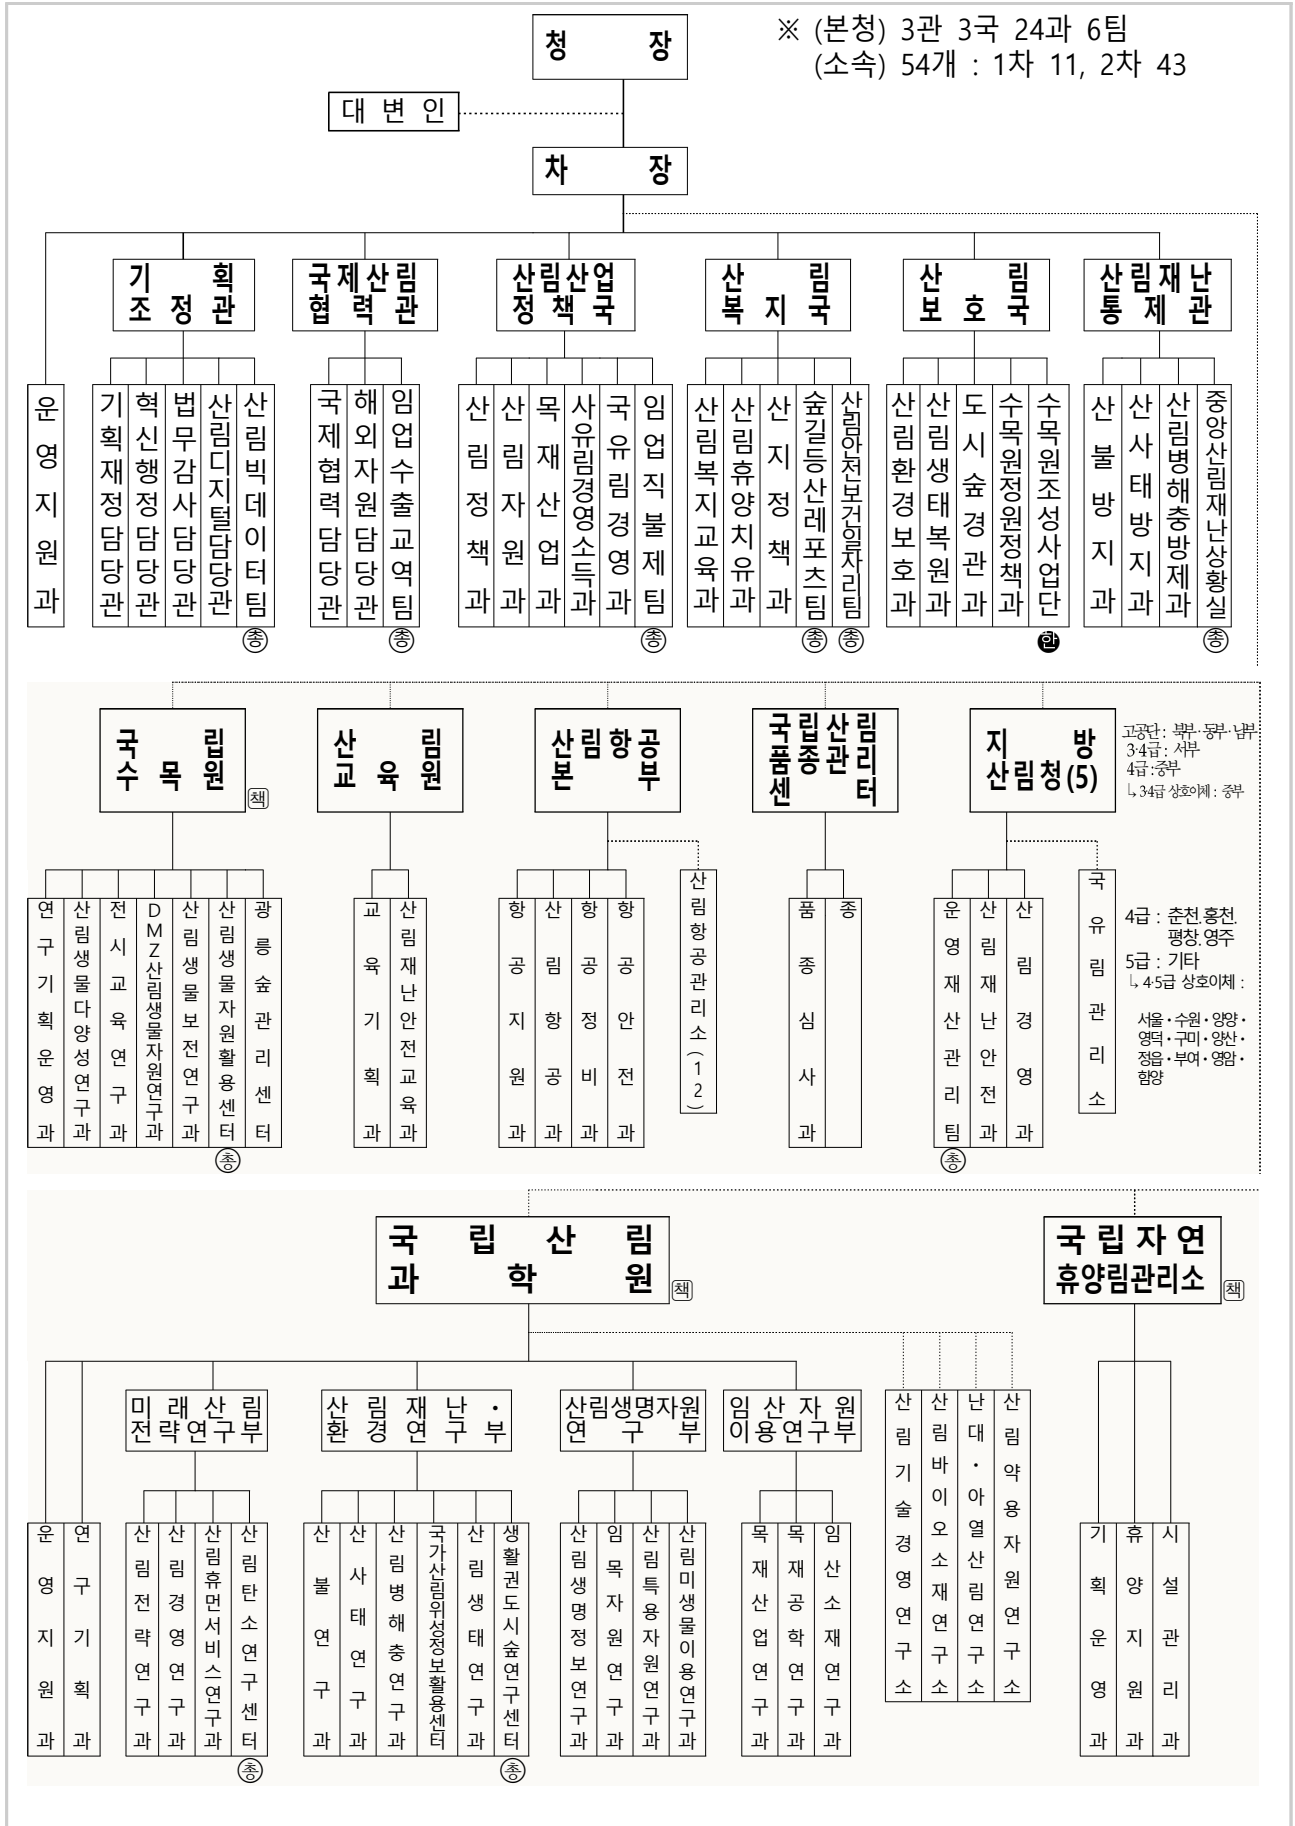 ※ (본청) 3관 3국 24과 6팀
(소속) 54개 : 1차 11, 2차 43
청 장
대 변 인
차 장
기 획
조 정 관
국제산림
협 력 관
산림산업
정 책 국
산 림
복 지 국
산 림
보 호 국
산림재난
통 제 관
운영지원과
기획재정담당관
혁신행정담당관
법무감사담당관
산림디지털담당관
산림빅데이터팀
총
국제협력담당관
해외자원담당관
임업수출교역팀
총
산림정책과
산림자원과
목재산업과
사유림경영소득과
국유림경영과
임업직불제팀
총
산림복지교육과
산림휴양치유과
산지정책과
숲길등산레포츠팀
총
산림안전보건일자리팀
총
산림환경보호과
산림생태복원과
도시숲경관과
수목원정원정책과
수목원조성사업단
한
산불방지과
산사태방지과
산림병해충방제과
중앙산림재난상황실
총
국 립
수 목 원
책
산 림
교 육 원
산림항공
본 부
국립산림
품종관리
센 터
지 방
산림청(5)
고공단 : 북부·동부·남부
3·4급 : 서부
4급 :중부
↳ 3·4급 상호이체 : 중부
연구기획운영과
산림생물다양성연구과
전시교육연구과
DMZ산림생물자원연구과
산림생물보전연구과
산림생물자원활용센터
총
광릉숲관리센터
교육기획과
산림재난안전교육과
항공지원과
산림항공과
항공정비과
항공안전과
산림항공관리소(12)
품종심사과
종
운영재산관리팀
총
산림재난안전과
산림경영과
국유림관리소
4급 : 춘천.홍천.
평창.영주
5급 : 기타
↳ 4·5급 상호이체 :
서울・수원・양양・
영덕・구미・양산・
정읍・부여・영암・
함양
국 립 산 림
과 학 원
책
국립자연
휴양림관리소
책
미래산림
전략연구부
산림재난・
환경연구부
산림생명자원
연 구 부
임산자원
이용연구부
산림기술경영연구소
산림바이오소재연구소
난대・아열산림연구소
산림약용자원연구소
운영지원과
연구기획과
산림전략연구과
산림경영연구과
산림휴먼서비스연구과
산림탄소연구센터
총
산불연구과
산사태연구과
산림병해충연구과
국가산림위성정보활용센터
산림생태연구과
생활권도시숲연구센터
총
산림생명정보연구과
임목자원연구과
산림특용자원연구과
산림미생물이용연구과
목재산업연구과
목재공학연구과
임산소재연구과
기획운영과
휴양지원과
시설관리과